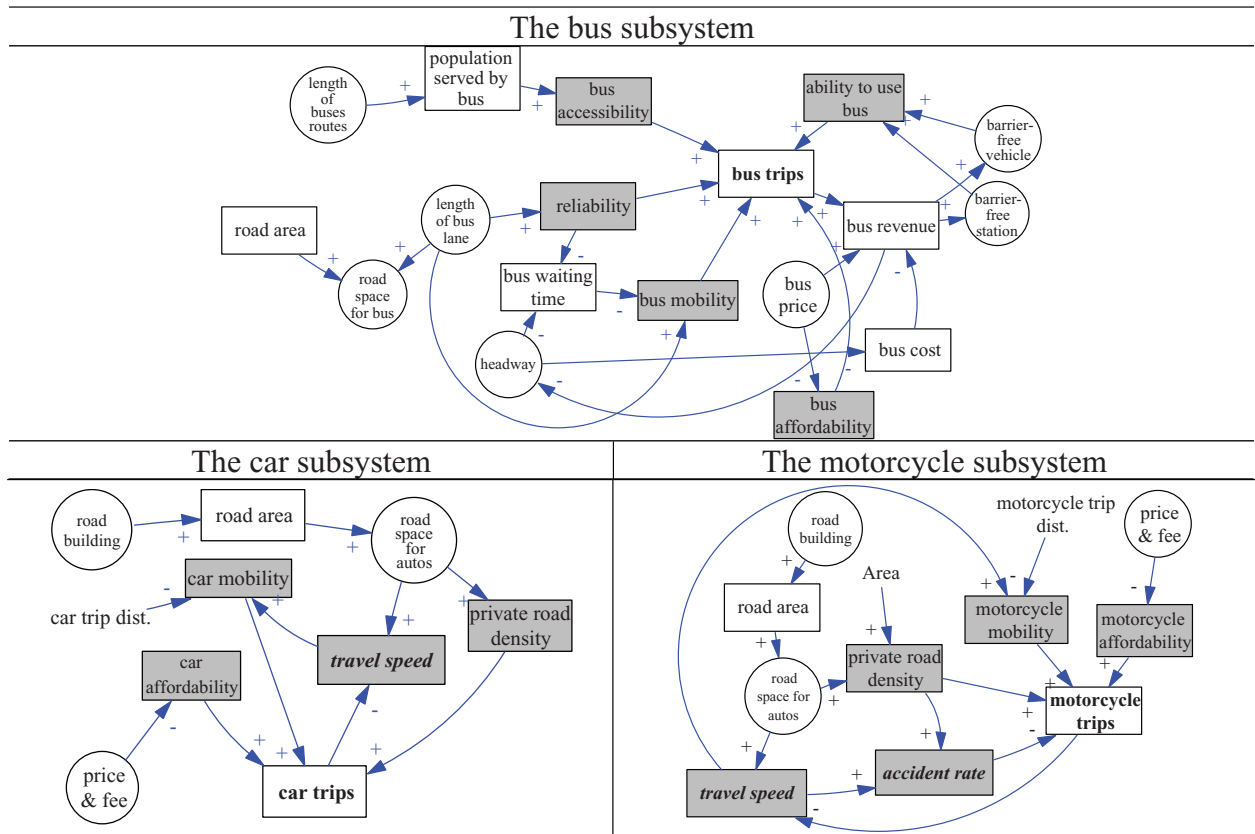 The bus subsystem
length
of
buses
routes
+
population
served by
bus
+
bus
accessibility
+
ability to use
bus
+
+
+
barrier-
free
vehicle
bus trips
+
+
+
+
+
road area
+
length
of bus
lane
+
+
reliability
-
road
space
for bus
bus waiting
time
-
-
bus mobility
+
headway
-
bus
price
+
-
bus revenue
-
+
+
barrier-
free
station
bus cost
-
-
bus
affordability
The car subsystem
road
building
+
road area
+
road
space
for
autos
+
+
car mobility
-
+
car trip dist.
private road
density
travel speed
-
car
affordability
-
+
+
+
price
& fee
car trips
The motorcycle subsystem
road
building
+
motorcycle trip
dist.
-
+
price
& fee
-
Area
+
road area
+
motorcycle
mobility
motorcycle
affordability
+
+
private road
density
+
road
space for
autos
+
+
+
motorcycle
trips
-
travel speed
-
+
accident rate